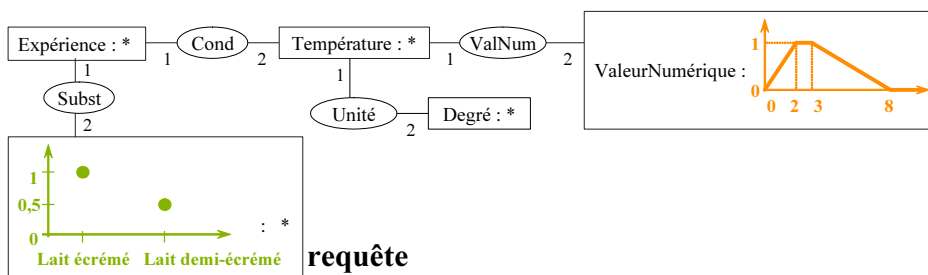 Expérience : *
1
Cond
2
Température : *
1
ValNum
2
ValeurNumérique :
1
0
0 2 3 8
1
Subst
2
1
Unité
2
Degré : *
1
0,5
0
Lait écrémé Lait demi-écrémé
: *
requête